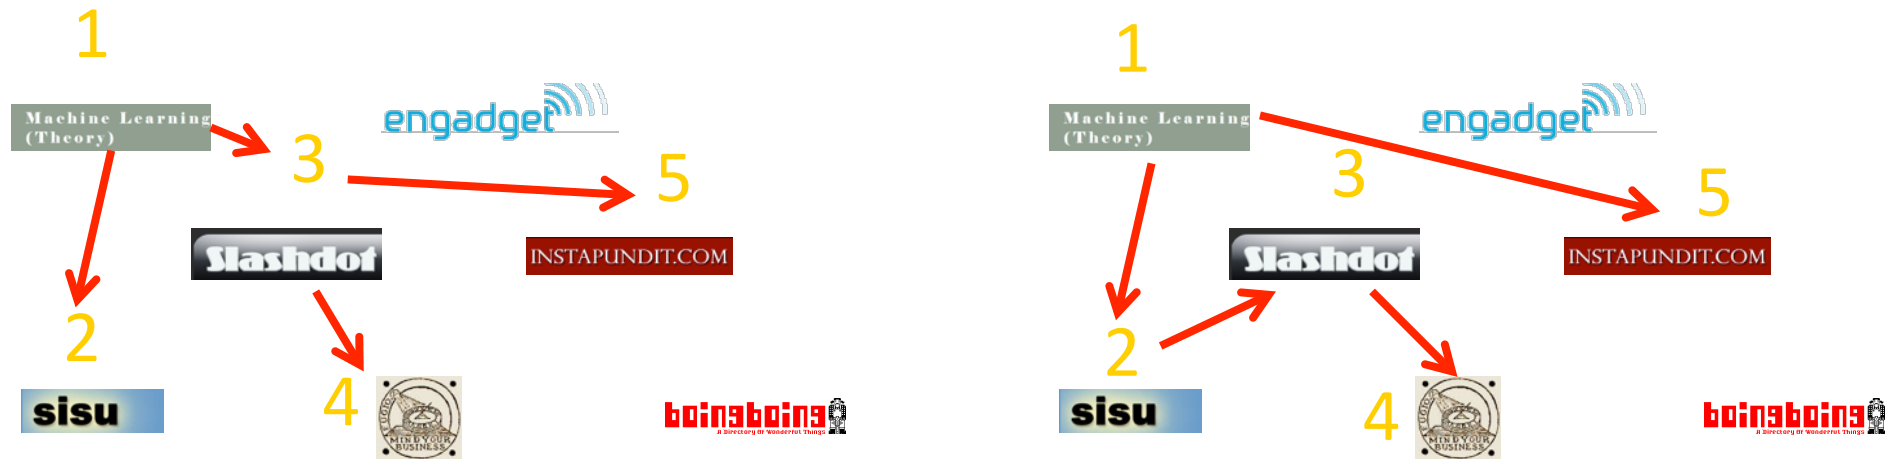 1
Machine Learning
(Theory)
engadget
3
5
Slashdot
INSTAPUNDIT.COM
2
sisu
4
FUGIO
MIND YOUR
BUSINESS
boingboing
A Directory Of Wonderful Things
1
Machine Learning
(Theory)
engadget
3
5
Slashdot
INSTAPUNDIT.COM
2
sisu
4
FUGIO
MIND YOUR
BUSINESS
boingboing
A Directory Of Wonderful Things